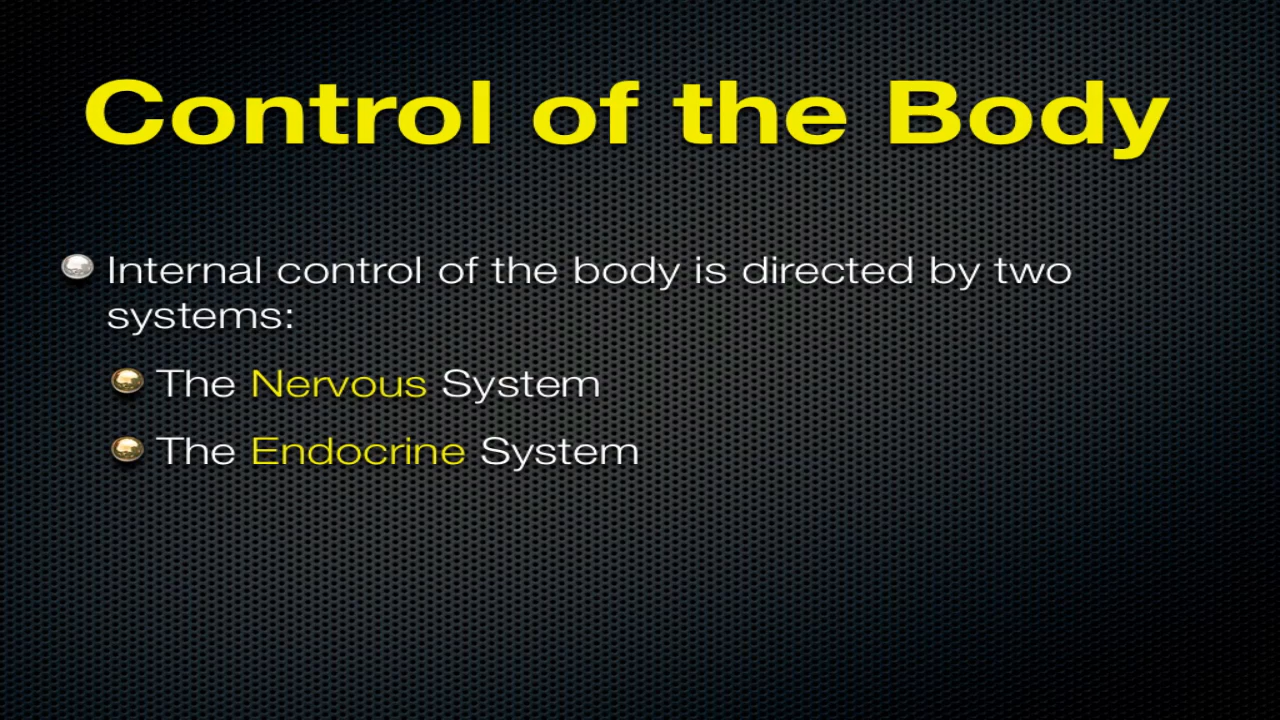 Control of the Body
Internal control of the body is directed by two
systems:
The Nervous System
The Endocrine System